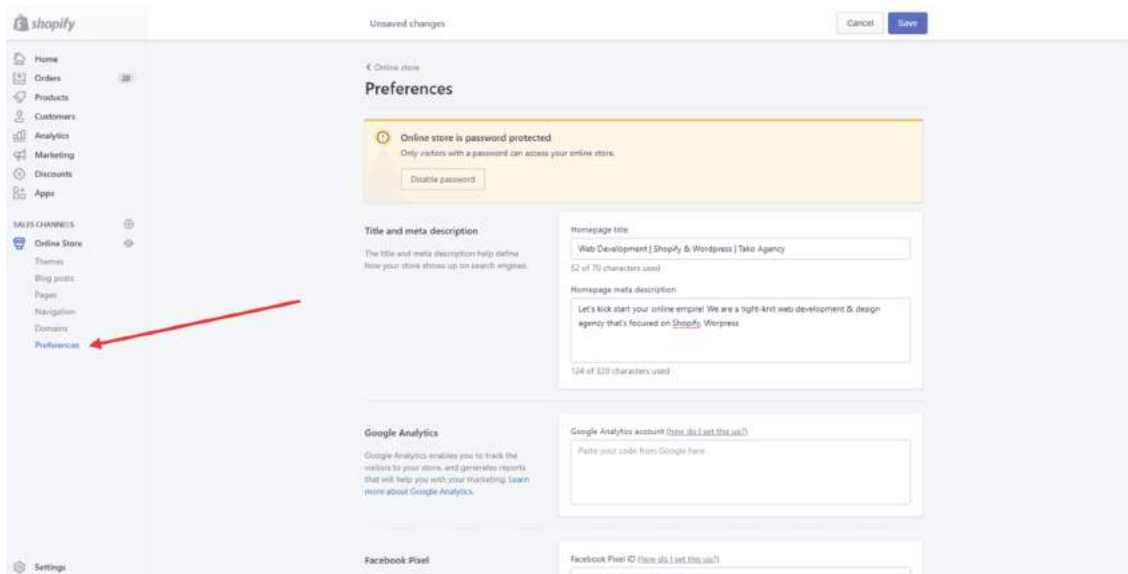 shopify
Unsaved changes
Cancel
Save
Home
Orders
Products
Customers
Analytics
Marketing
Discounts
Apps
SALES CHANNELS
Online Store
Themes
Blog posts
Pages
Navigation
Domains
Preferences
Settings
Online store
Preferences
Online store is password protected
Only visitors with a password can access your online store.
Disable password
Title and meta description
The title and meta description help define
how your store shows up on search engines.
Homepage title
Web Development | Shopify & Wordpress | Tako Agency
52 of 70 characters used
Homepage meta description
Let's kick start your online empire! We are a tight-knit web development & design
agency that's focused on Shopify, Worpress
124 of 320 characters used
Google Analytics
Google Analytics enables you to track the
visitors to your store, and generates reports
that will help you with your marketing. Learn
more about Google Analytics.
Google Analytics account (how do I set this up?)
Paste your code from Google here
Facebook Pixel
Facebook Pixel ID (how do I set this up?)